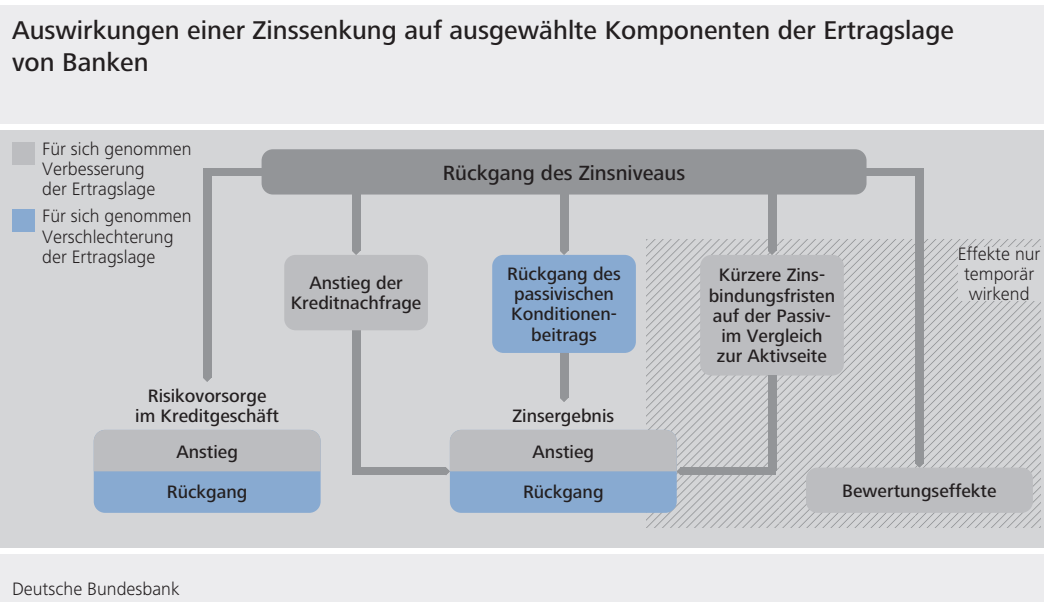 Auswirkungen einer Zinssenkung auf ausgewählte Komponenten der Ertragslage
von Banken
Für sich genommen
Verbesserung
der Ertragslage
Für sich genommen
Verschlechterung
der Ertragslage
Rückgang des Zinsniveaus
Anstieg der
Kreditnachfrage
Rückgang des
passivischen
Konditionen-
beitrags
Kürzere Zins-
bindungsfristen
auf der Passiv-
im Vergleich
zur Aktivseite
Effekte nur
temporär
wirkend
Risikovorsorge
im Kreditgeschäft
Anstieg
Rückgang
Zinsergebnis
Anstieg
Rückgang
Bewertungseffekte
Deutsche Bundesbank